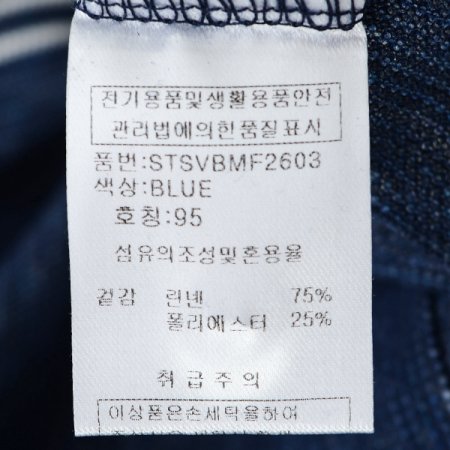 전기용품및생활용품안전
관리법에의한품질표시
품번:STSVBMF2603
색상:BLUE
호칭:95
섬유의조성및혼용율
겉감 린넨 75%
폴리에스터 25%
취급주의
이상품은손세탁을하여